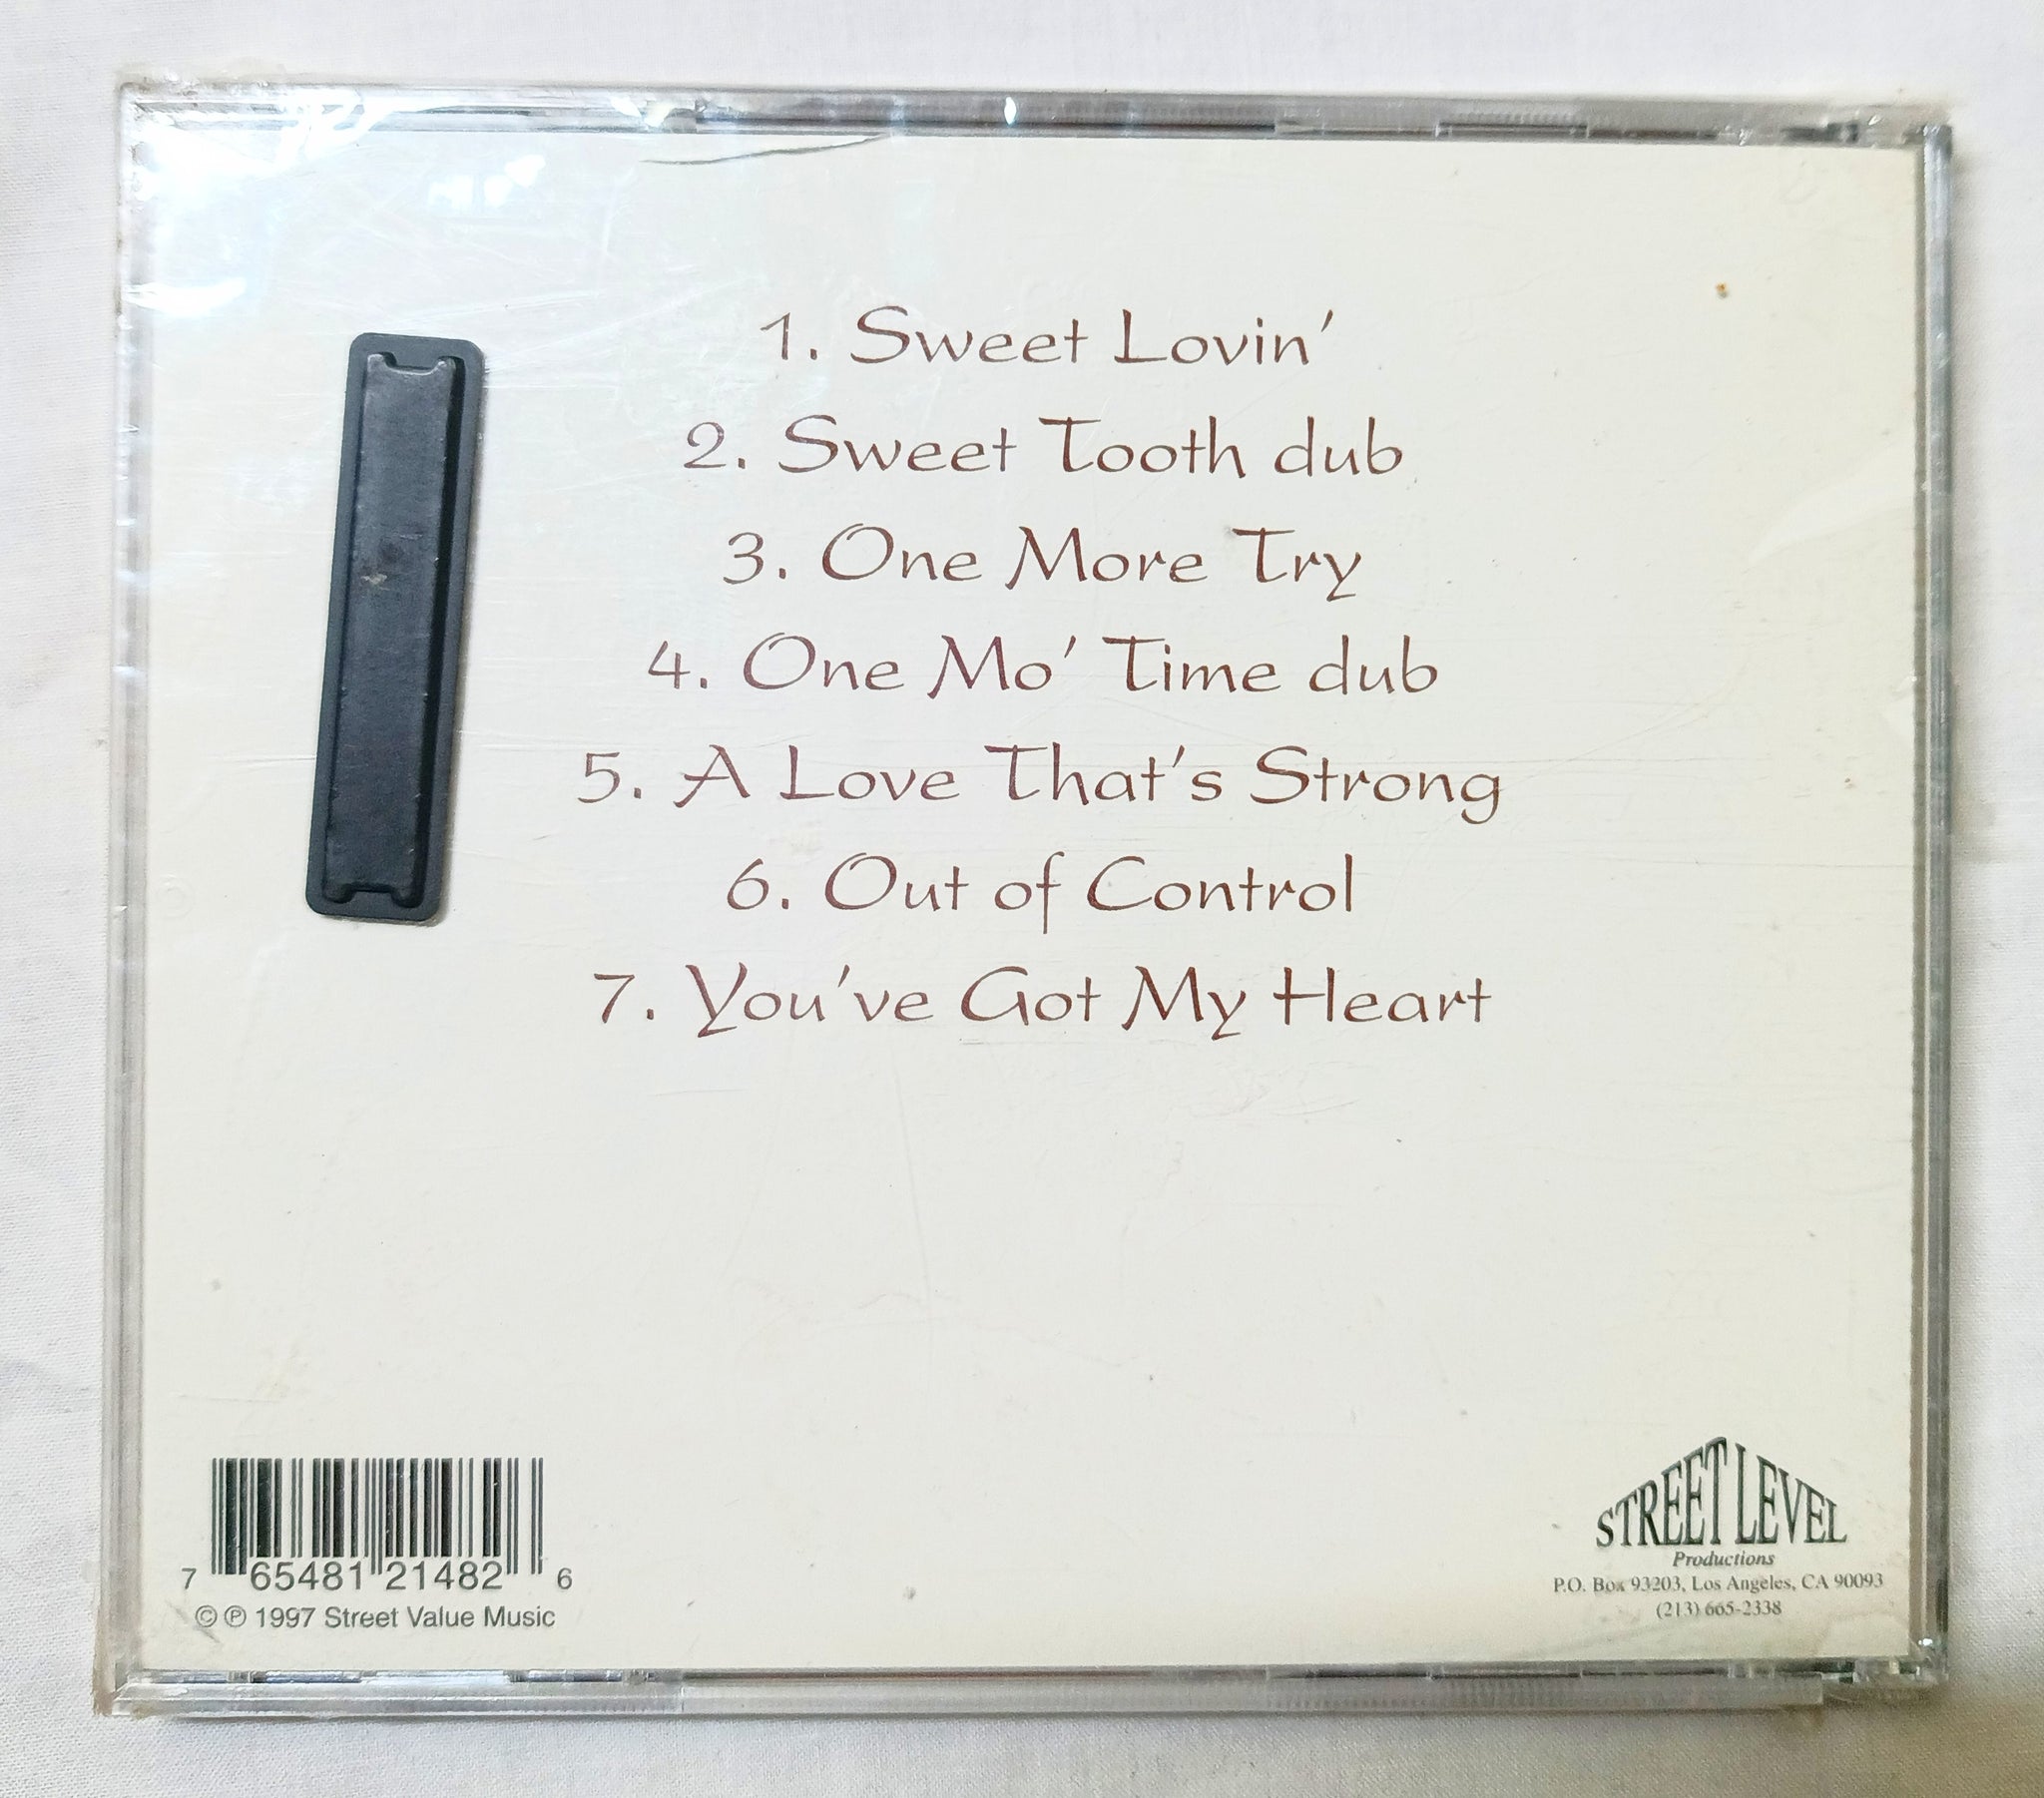 1. Sweet Lovin'
2. Sweet Tooth dub
3. One More Try
4. One Mo' Time dub
5. A Love That's Strong
6. Out of Control
7. You've Got My Heart
7 65481 21482 6
©℗ 1997 Street Value Music
STREET LEVEL
Productions
P.O. Box 93203, Los Angeles, CA 90093
(213) 665-2338